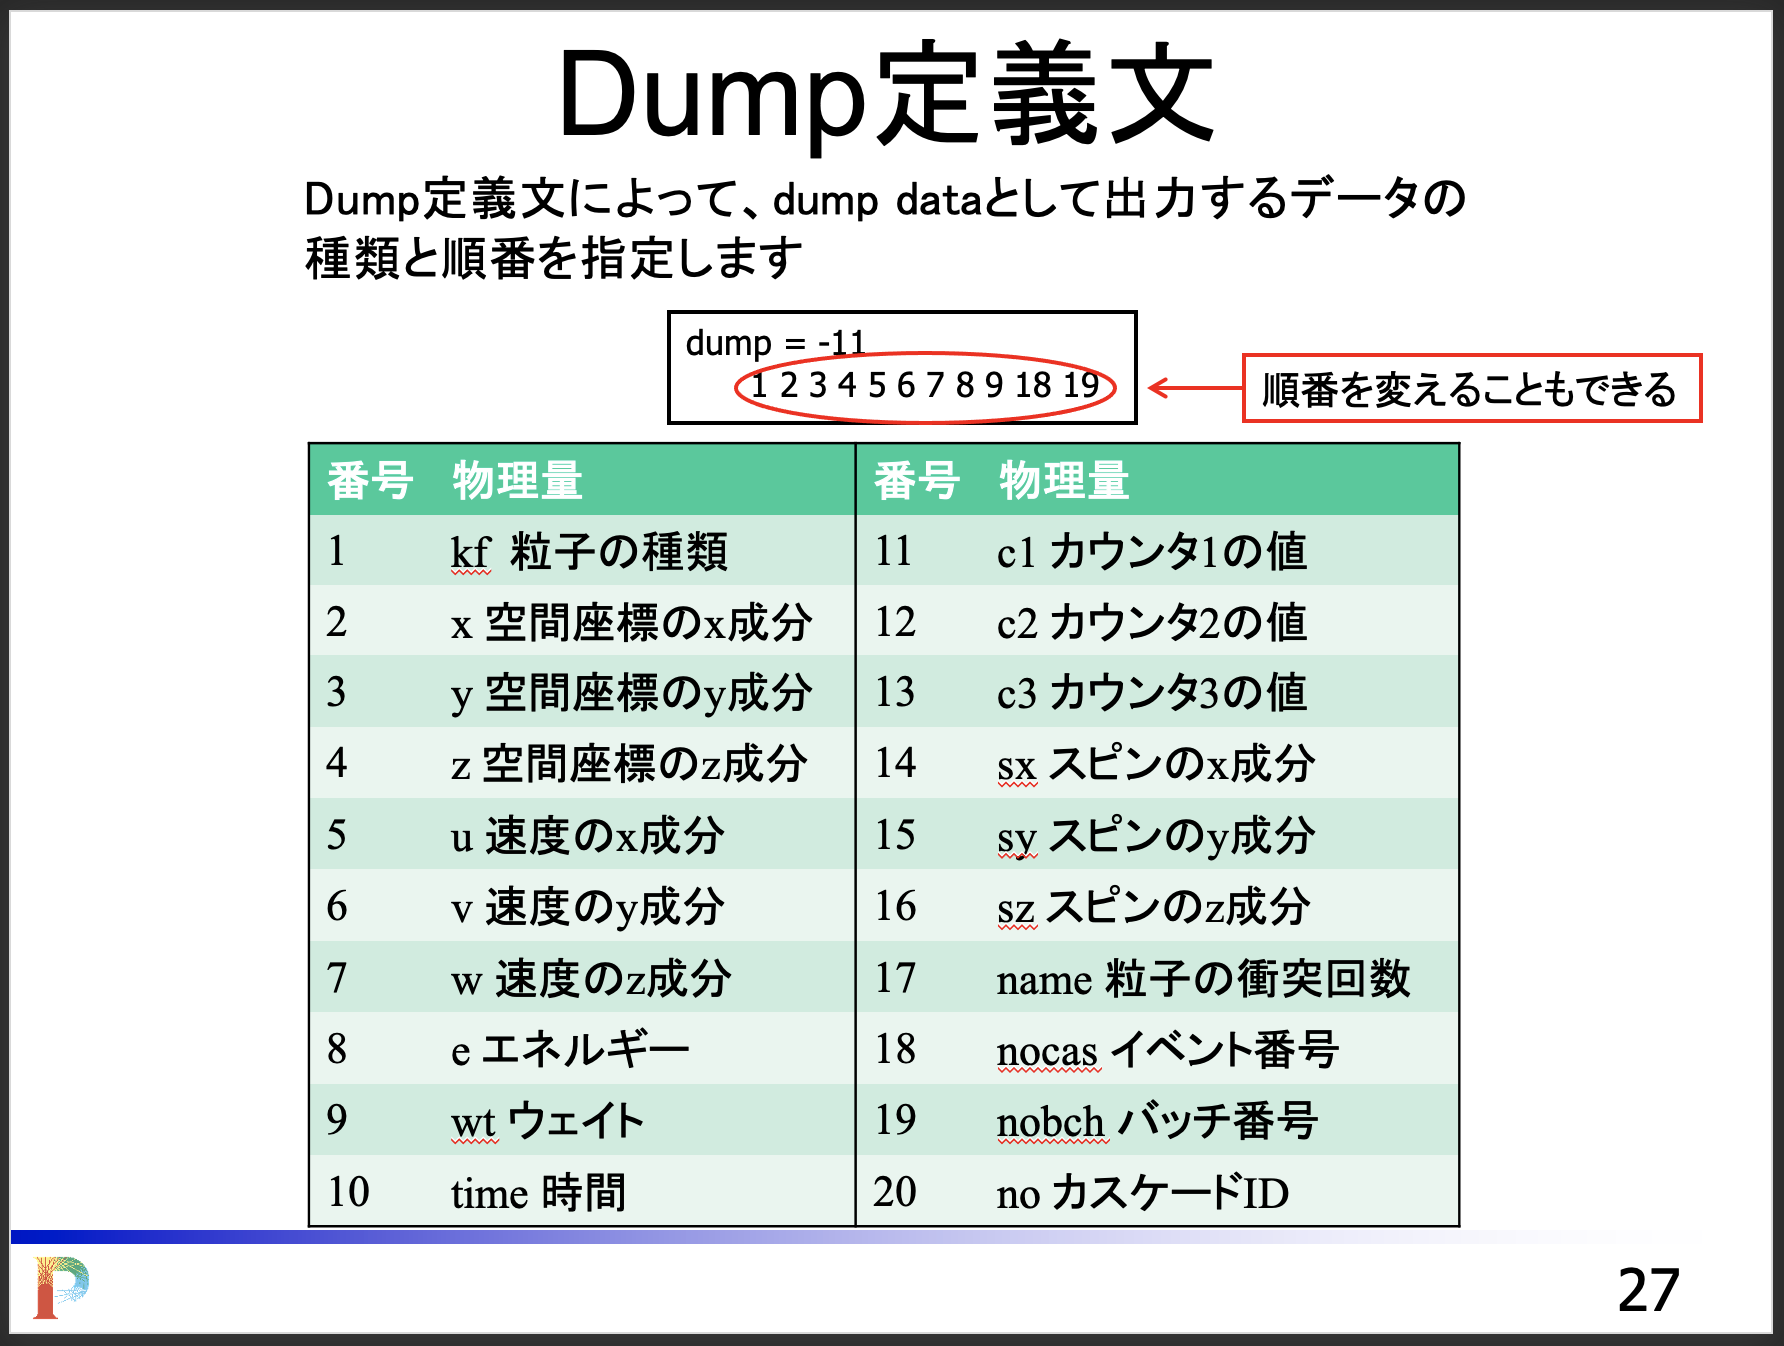 Dump定義文
Dump定義文によって、dump dataとして出力するデータの
種類と順番を指定します
dump = -11
1 2 3 4 5 6 7 8 9 18 19
順番を変えることもできる
番号 物理量 番号 物理量
1 kf 粒子の種類 11 c1 カウンタ1の値
2 x 空間座標のx成分 12 c2 カウンタ2の値
3 y 空間座標のy成分 13 c3 カウンタ3の値
4 z 空間座標のz成分 14 sx スピンのx成分
5 u 速度のx成分 15 sy スピンのy成分
6 v 速度のy成分 16 sz スピンのz成分
7 w 速度のz成分 17 name 粒子の衝突回数
8 e エネルギー 18 nocas イベント番号
9 wt ウェイト 19 nobch バッチ番号
10 time 時間 20 no カスケードID
27